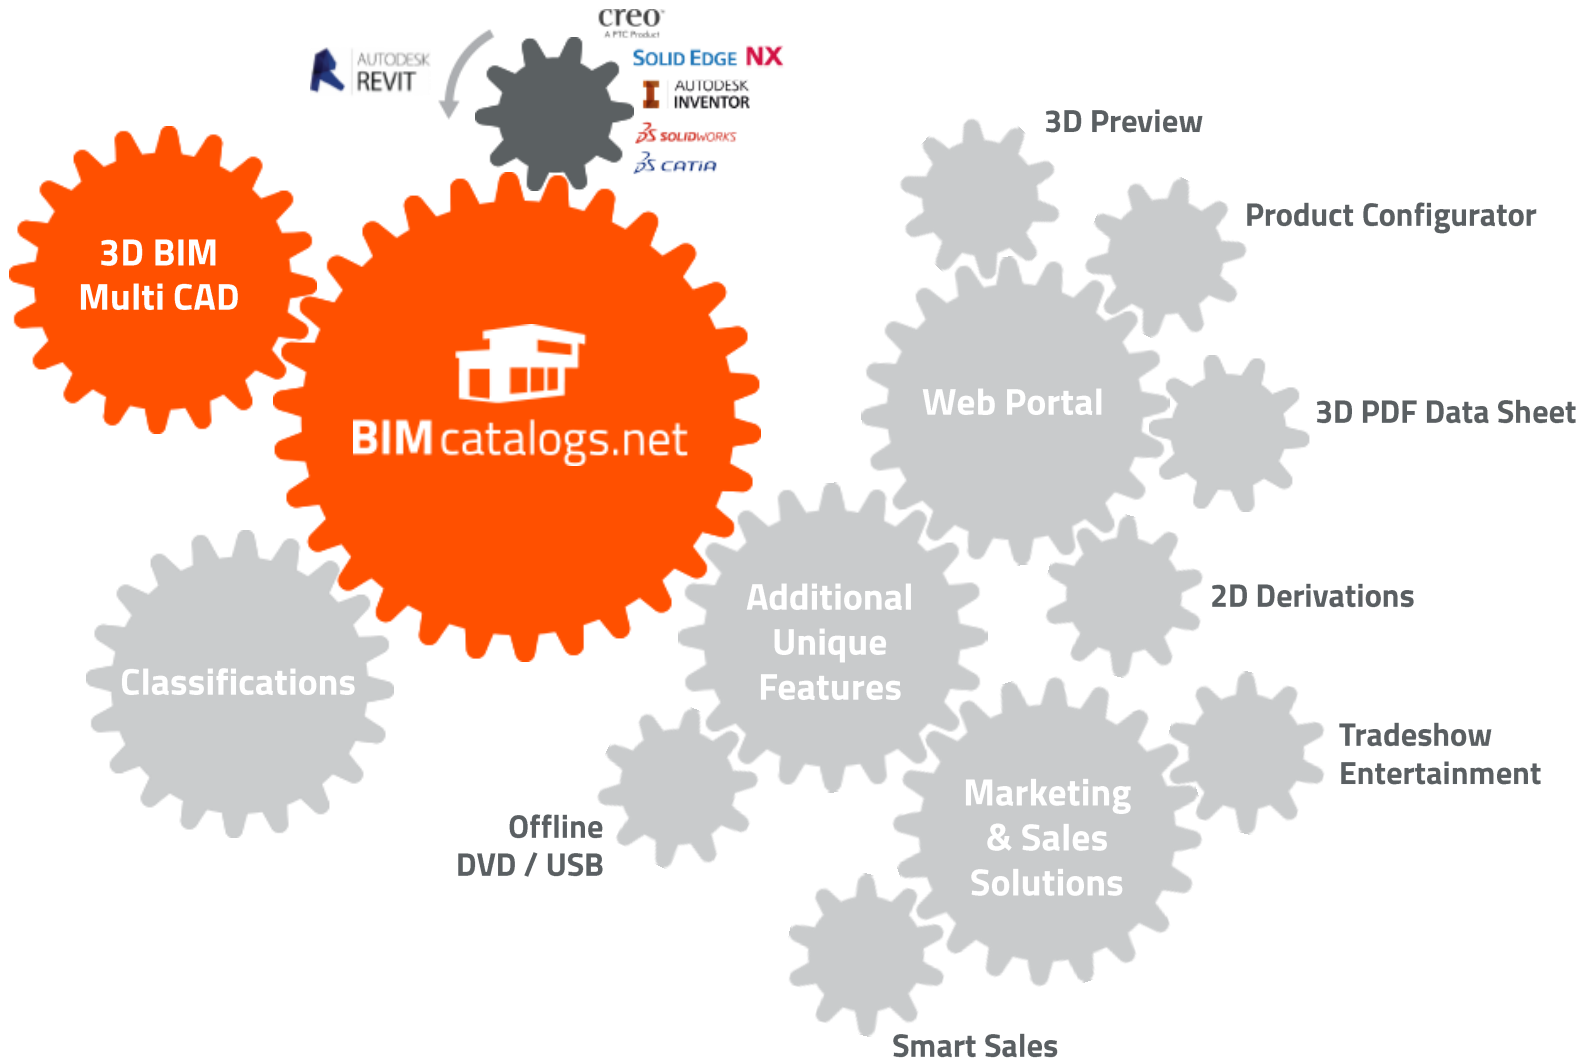 creo
A PTC Product
AUTODESK
REVIT
SOLID EDGE NX
AUTODESK
INVENTOR
SOLIDWORKS
CATIA
3D BIM
Multi CAD
BIMcatalogs.net
3D Preview
Product Configurator
Web Portal
3D PDF Data Sheet
Additional
Unique
Features
2D Derivations
Classifications
Tradeshow
Entertainment
Marketing
& Sales
Solutions
Offline
DVD / USB
Smart Sales